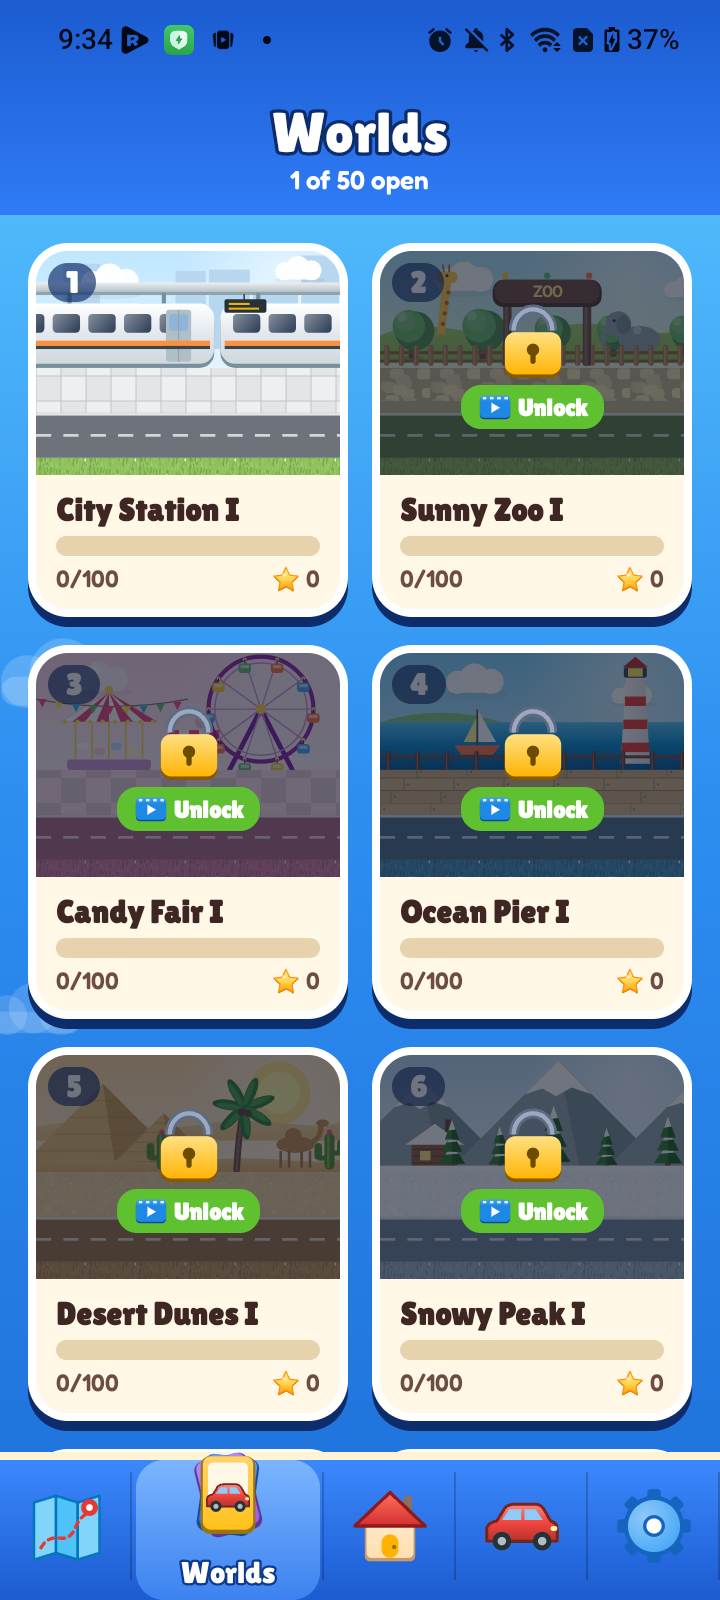 9:34
37%
Worlds
1 of 50 open
1
2
ZOO
Unlock
City Station I
Sunny Zoo I
0/100
0
0/100
0
3
4
Unlock
Unlock
Candy Fair I
Ocean Pier I
0/100
0
0/100
0
5
6
Unlock
Unlock
Desert Dunes I
Snowy Peak I
0/100
0
0/100
0
Worlds